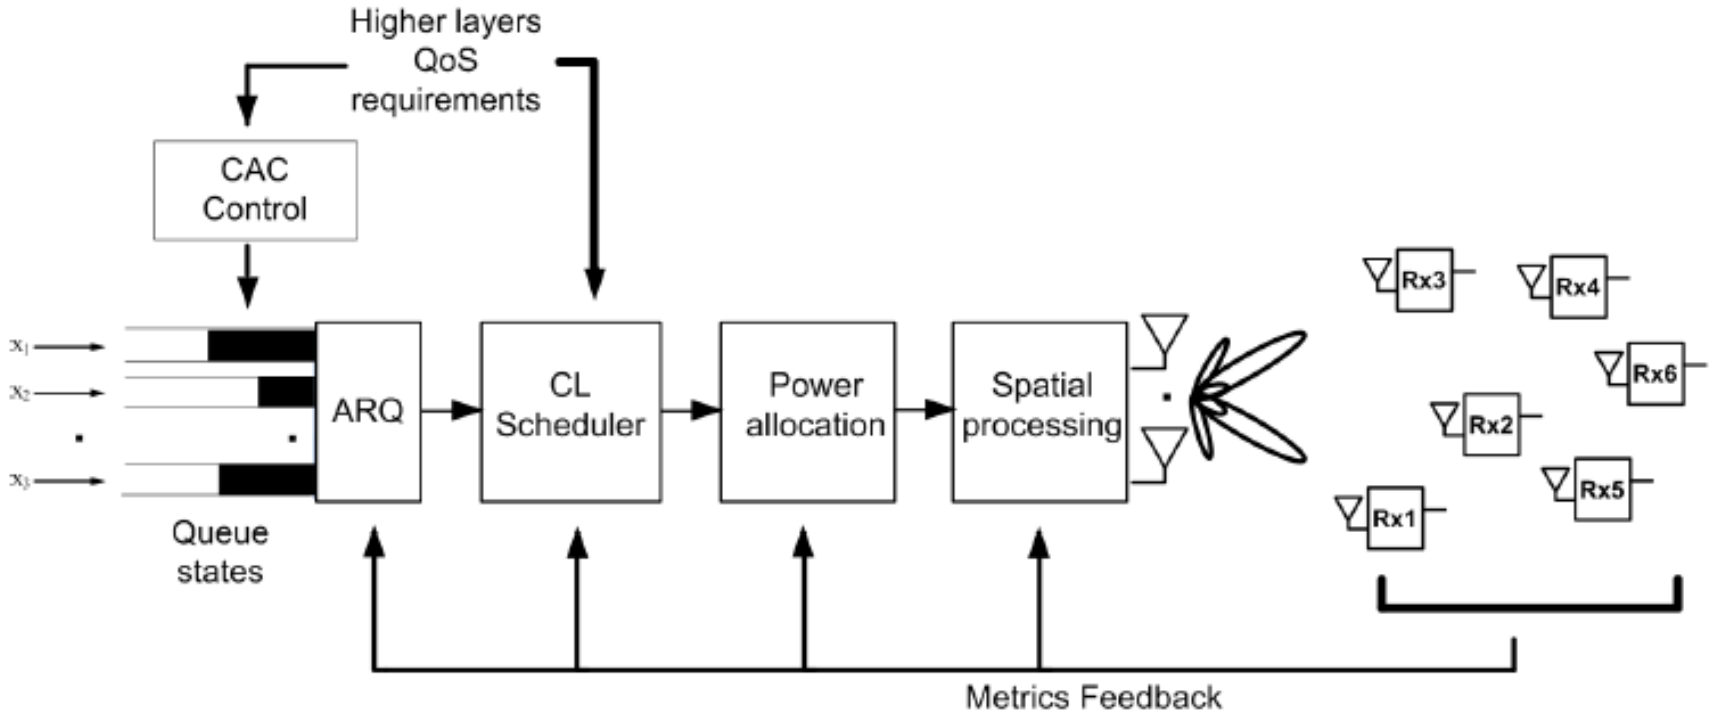 Higher layers
QoS
requirements
CAC
Control
x1
x2
x3
Queue
states
ARQ
CL
Scheduler
Power
allocation
Spatial
processing
Rx3
Rx4
Rx6
Rx2
Rx5
Rx1
Metrics Feedback